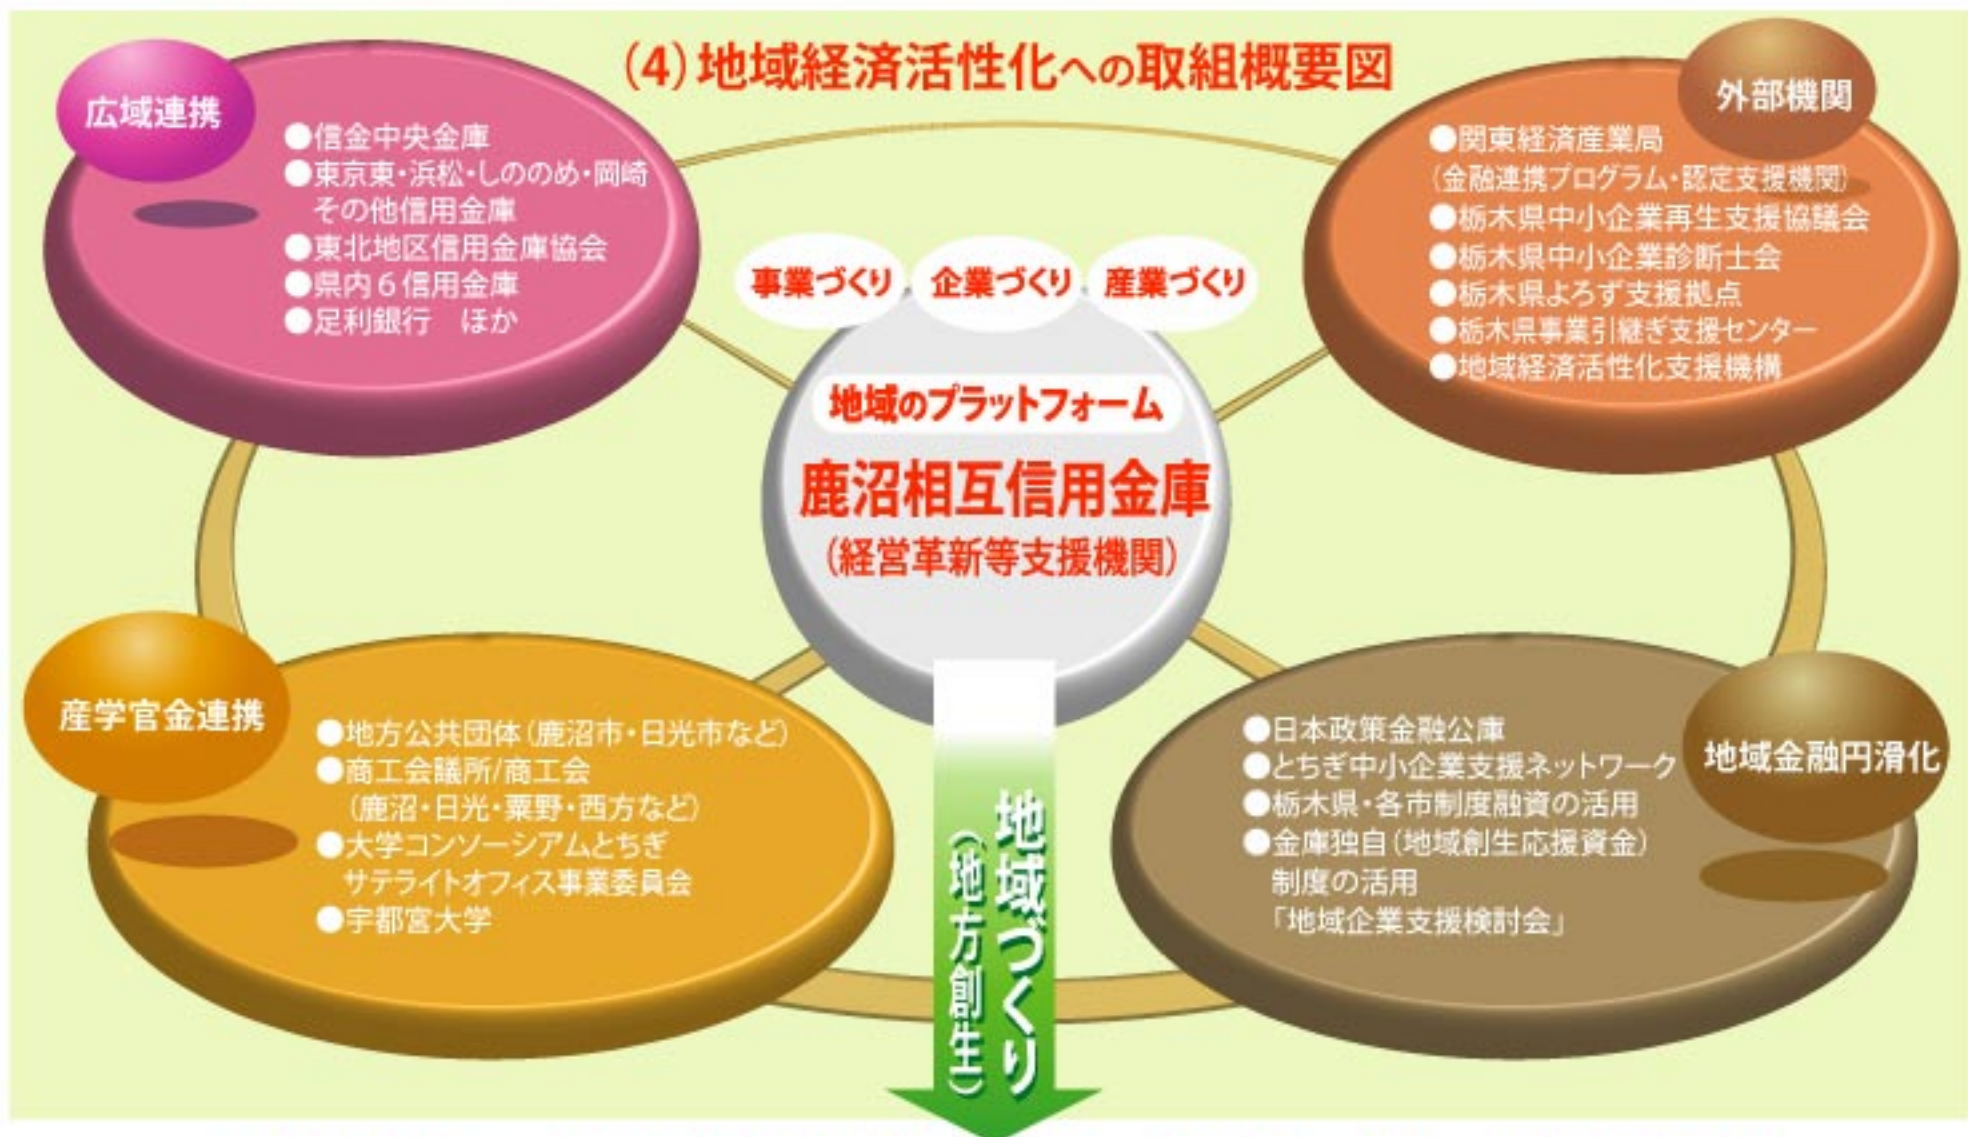 (4)地域経済活性化への取組概要図
広域連携
●信金中央金庫
●東京東・浜松・しののめ・岡崎
その他信用金庫
●東北地区信用金庫協会
●県内6信用金庫
●足利銀行　ほか
外部機関
●関東経済産業局
(金融連携プログラム・認定支援機関)
●栃木県中小企業再生支援協議会
●栃木県中小企業診断士会
●栃木県よろず支援拠点
●栃木県事業引継ぎ支援センター
●地域経済活性化支援機構
事業づくり
企業づくり
産業づくり
地域のプラットフォーム
鹿沼相互信用金庫
(経営革新等支援機関)
産学官金連携
●地方公共団体(鹿沼市・日光市など)
●商工会議所/商工会
(鹿沼・日光・粟野・西方など)
●大学コンソーシアムとちぎ
サテライトオフィス事業委員会
●宇都宮大学
地域金融円滑化
●日本政策金融公庫
●とちぎ中小企業支援ネットワーク
●栃木県・各市制度融資の活用
●金庫独自(地域創生応援資金)
制度の活用
「地域企業支援検討会」
地域づくり
(地方創生)